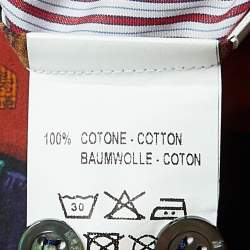 100% COTONE - COTTON
BAUMWOLLE - COTON
30